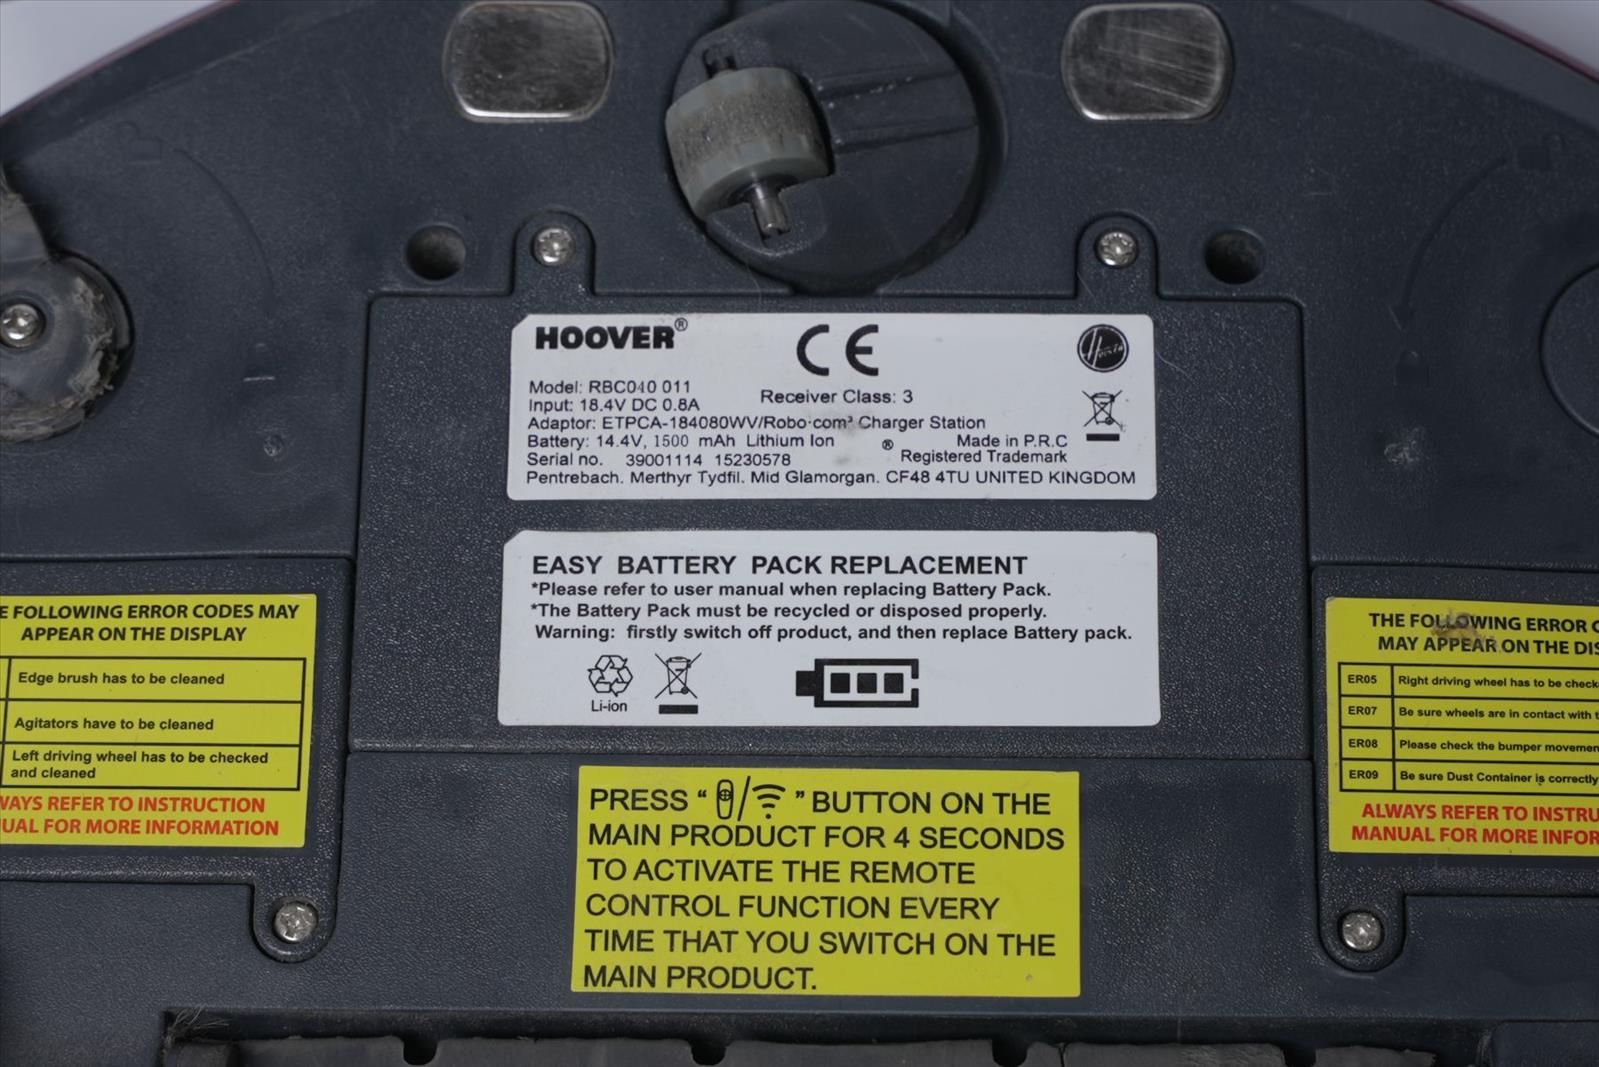 HOOVER®
CE
Model: RBC040 011
Receiver Class: 3
Input: 18.4V DC 0.8A
Adaptor: ETPCA-184080WV/Robo·com³ Charger Station
Battery: 14.4V, 1500 mAh Lithium Ion
® Made in P.R.C
Registered Trademark
Serial no. 39001114 15230578
Pentrebach. Merthyr Tydfil. Mid Glamorgan. CF48 4TU UNITED KINGDOM
EASY BATTERY PACK REPLACEMENT
*Please refer to user manual when replacing Battery Pack.
*The Battery Pack must be recycled or disposed properly.
Warning: firstly switch off product, and then replace Battery pack.
Li-ion
E FOLLOWING ERROR CODES MAY
APPEAR ON THE DISPLAY
Edge brush has to be cleaned
Agitators have to be cleaned
Left driving wheel has to be checked
and cleaned
WAYS REFER TO INSTRUCTION
UAL FOR MORE INFORMATION
PRESS “ / ” BUTTON ON THE
MAIN PRODUCT FOR 4 SECONDS
TO ACTIVATE THE REMOTE
CONTROL FUNCTION EVERY
TIME THAT YOU SWITCH ON THE
MAIN PRODUCT.
THE FOLLOWING ERROR C
MAY APPEAR ON THE DIS
ER05 Right driving wheel has to be check
ER07 Be sure wheels are in contact with t
ER08 Please check the bumper movemen
ER09 Be sure Dust Container is correctly
ALWAYS REFER TO INSTRU
MANUAL FOR MORE INFOR